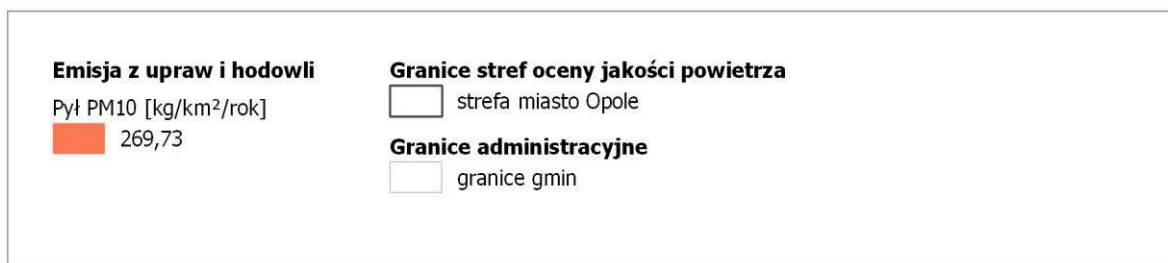 Emisja z upraw i hodowli
Pył PM10 [kg/km²/rok]
269,73
Granice stref oceny jakości powietrza
strefa miasto Opole
Granice administracyjne
granice gmin